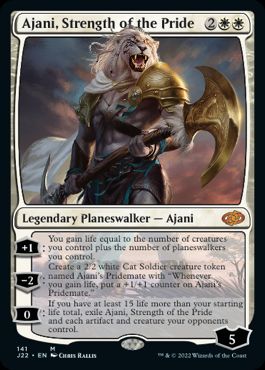 Ajani, Strength of the Pride 2
Legendary Planeswalker — Ajani
+1: You gain life equal to the number of creatures
you control plus the number of planeswalkers
you control.
−2: Create a 2/2 white Cat Soldier creature token
named Ajani's Pridemate with "Whenever
you gain life, put a +1/+1 counter on Ajani's
Pridemate."
0: If you have at least 15 life more than your starting
life total, exile Ajani, Strength of the Pride
and each artifact and creature your opponents
control.
5
141 M
J22 • EN CHRIS RALLIS
™ & © 2022 Wizards of the Coast